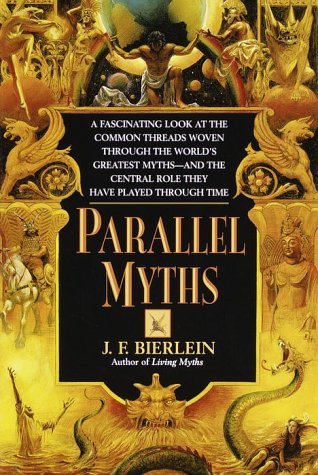 A FASCINATING LOOK AT THE
COMMON THREADS WOVEN
THROUGH THE WORLD'S
GREATEST MYTHS—AND THE
CENTRAL ROLE THEY
HAVE PLAYED THROUGH TIME
PARALLEL
MYTHS
J. F. BIERLEIN
Author of Living Myths